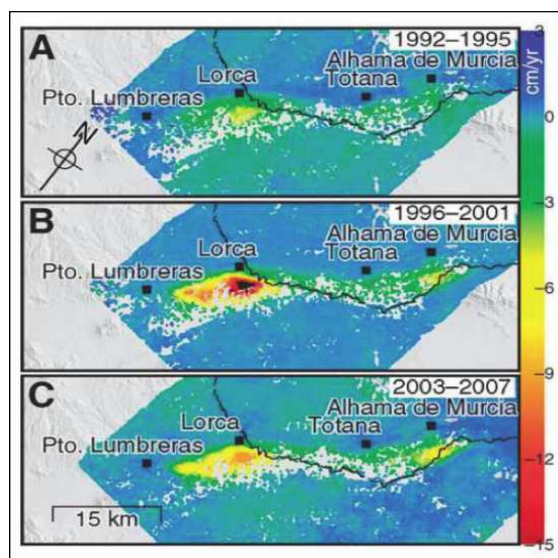 A
1992–1995
Alhama de Murcia
Lorca
Totana
Pto. Lumbreras
N
B
1996–2001
Lorca
Alhama de Murcia
Totana
Pto. Lumbreras
C
2003–2007
Alhama de Murcia
Lorca
Totana
Pto. Lumbreras
15 km
3
cm/yr
0
−3
−6
−9
−12
−15